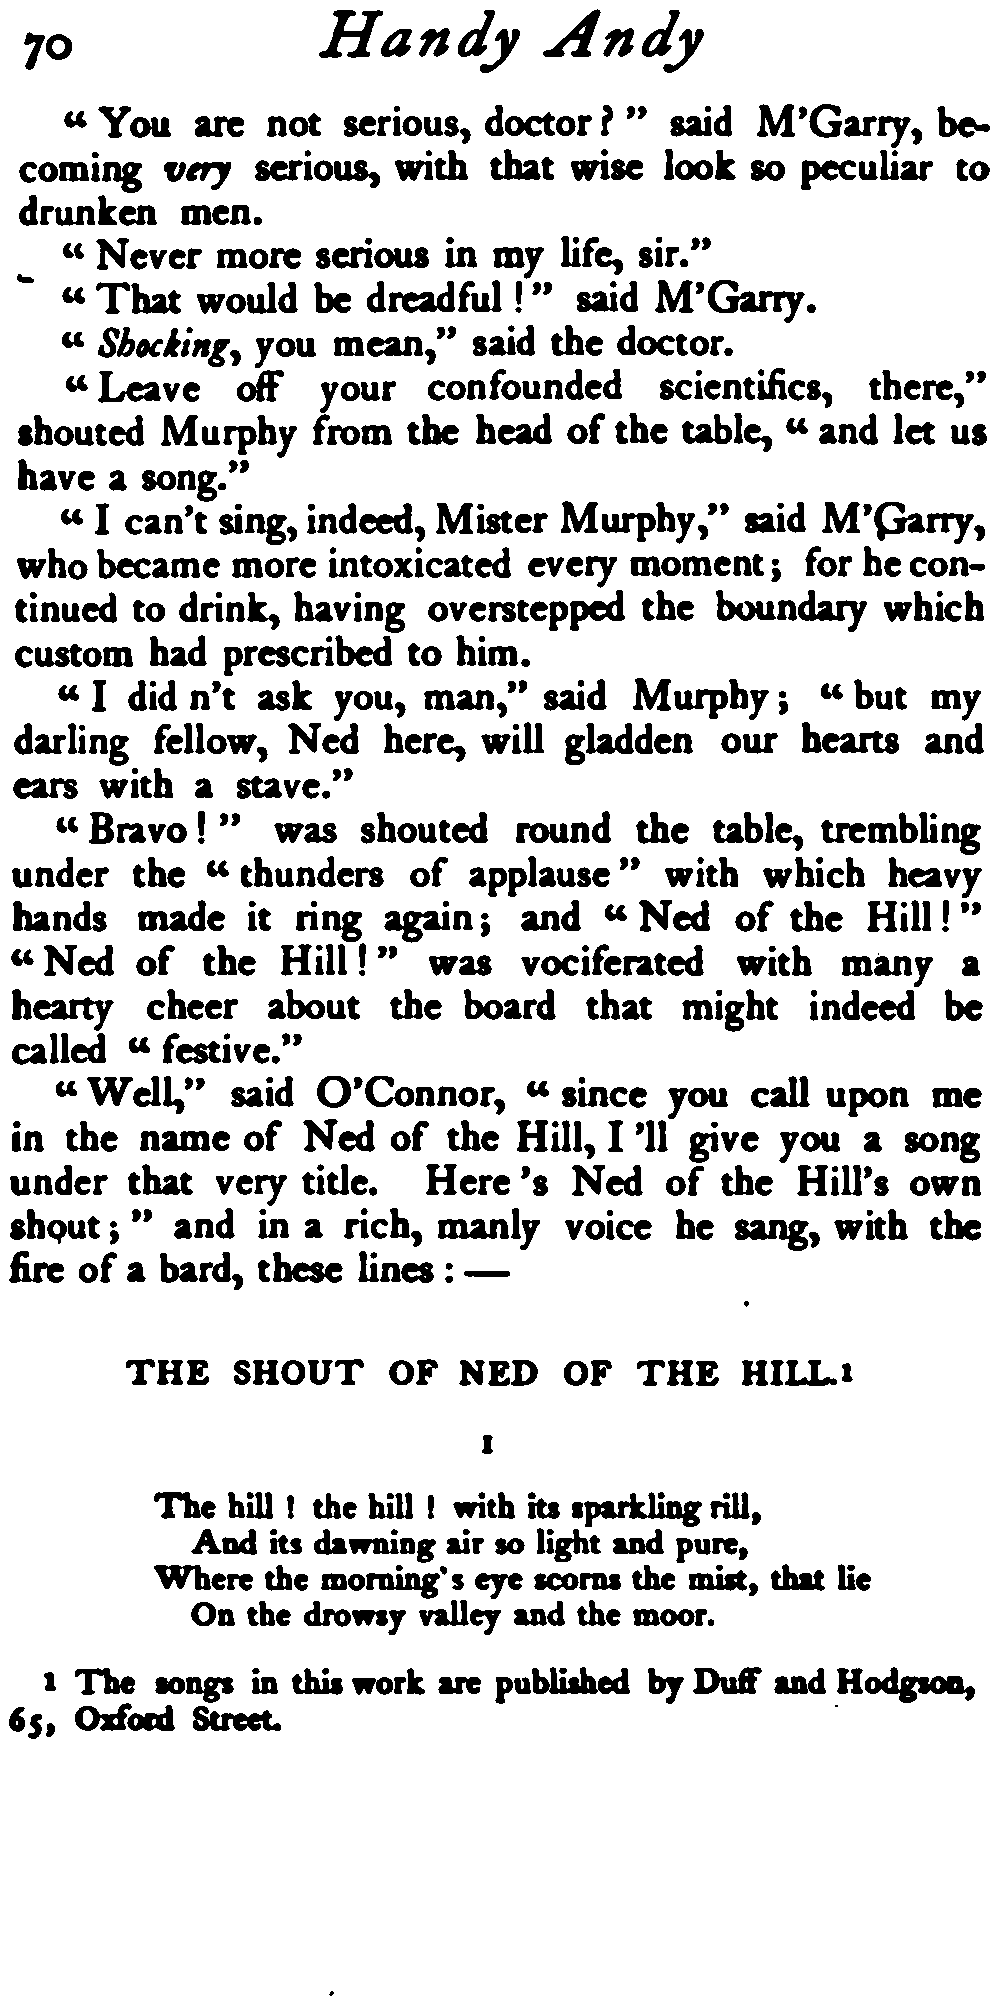 70 Handy Andy
“ You are not serious, doctor ? ” said M’Garry, be-
coming very serious, with that wise look so peculiar to
drunken men.
“ Never more serious in my life, sir.”
“ That would be dreadful ! ” said M’Garry.
“ Shocking, you mean,” said the doctor.
“ Leave off your confounded scientifics, there,”
shouted Murphy from the head of the table, “ and let us
have a song.”
“ I can’t sing, indeed, Mister Murphy,” said M’Garry,
who became more intoxicated every moment ; for he con-
tinued to drink, having overstepped the boundary which
custom had prescribed to him.
“ I did n’t ask you, man,” said Murphy ; “ but my
darling fellow, Ned here, will gladden our hearts and
ears with a stave.”
“ Bravo ! ” was shouted round the table, trembling
under the “ thunders of applause ” with which heavy
hands made it ring again ; and “ Ned of the Hill ! ”
“ Ned of the Hill ! ” was vociferated with many a
hearty cheer about the board that might indeed be
called “ festive.”
“ Well,” said O’Connor, “ since you call upon me
in the name of Ned of the Hill, I ’ll give you a song
under that very title. Here ’s Ned of the Hill’s own
shout ; ” and in a rich, manly voice he sang, with the
fire of a bard, these lines : —
THE SHOUT OF NED OF THE HILL.1
I
The hill ! the hill ! with its sparkling rill,
And its dawning air so light and pure,
Where the morning’s eye scorns the mist, that lie
On the drowsy valley and the moor.
1 The songs in this work are published by Duff and Hodgson,
65, Oxford Street.